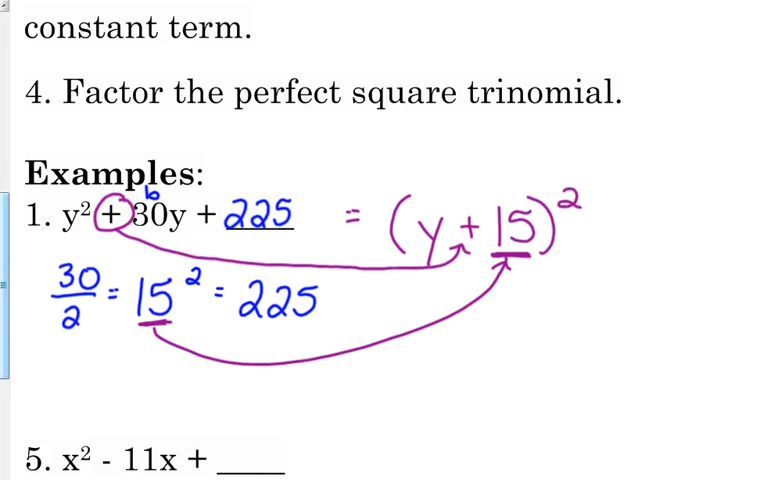 constant term.
4. Factor the perfect square trinomial.
Examples:
b
1. y² + 30y + 225 = (y + 15)²
30/2 = 15² = 225
5. x² - 11x + ____